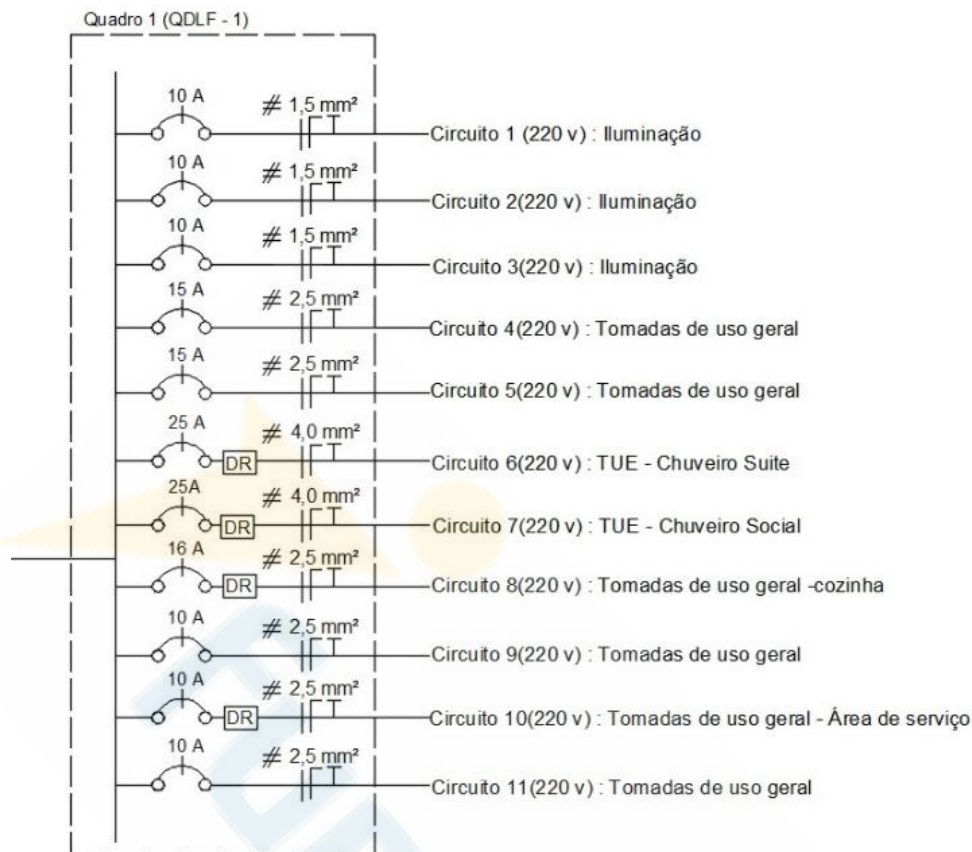 Quadro 1 (QDLF - 1)
10 A
# 1,5 mm²
Circuito 1 (220 v) : Iluminação
10 A
# 1,5 mm²
Circuito 2(220 v) : Iluminação
10 A
# 1,5 mm²
Circuito 3(220 v) : Iluminação
15 A
# 2,5 mm²
Circuito 4(220 v) : Tomadas de uso geral
15 A
# 2,5 mm²
Circuito 5(220 v) : Tomadas de uso geral
25 A
# 4,0 mm²
DR
Circuito 6(220 v) : TUE - Chuveiro Suite
25A
# 4,0 mm²
DR
Circuito 7(220 v) : TUE - Chuveiro Social
16 A
# 2,5 mm²
DR
Circuito 8(220 v) : Tomadas de uso geral -cozinha
10 A
# 2,5 mm²
Circuito 9(220 v) : Tomadas de uso geral
10 A
# 2,5 mm²
DR
Circuito 10(220 v) : Tomadas de uso geral - Área de serviço
10 A
# 2,5 mm²
Circuito 11(220 v) : Tomadas de uso geral